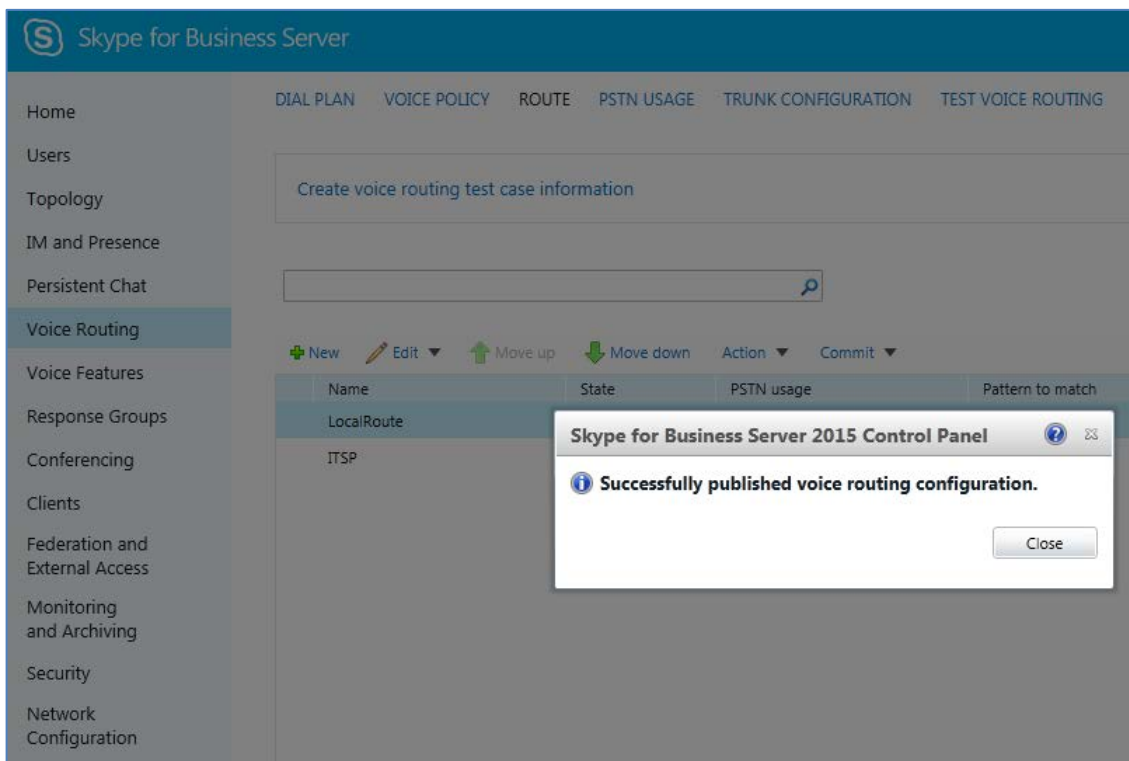 Skype for Business Server
Home
Users
Topology
IM and Presence
Persistent Chat
Voice Routing
Voice Features
Response Groups
Conferencing
Clients
Federation and
External Access
Monitoring
and Archiving
Security
Network
Configuration
DIAL PLAN VOICE POLICY ROUTE PSTN USAGE TRUNK CONFIGURATION TEST VOICE ROUTING
Create voice routing test case information
New Edit Move up Move down Action Commit
Name State PSTN usage Pattern to match
LocalRoute
ITSP
Skype for Business Server 2015 Control Panel
Successfully published voice routing configuration.
Close